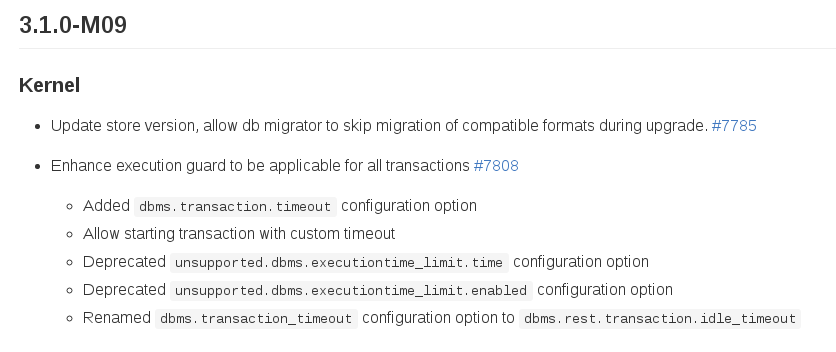 3.1.0-M09
Kernel
Update store version, allow db migrator to skip migration of compatible formats during upgrade. #7785
Enhance execution guard to be applicable for all transactions #7808
Added dbms.transaction.timeout configuration option
Allow starting transaction with custom timeout
Deprecated unsupported.dbms.executiontime_limit.time configuration option
Deprecated unsupported.dbms.executiontime_limit.enabled configuration option
Renamed dbms.transaction_timeout configuration option to dbms.rest.transaction.idle_timeout